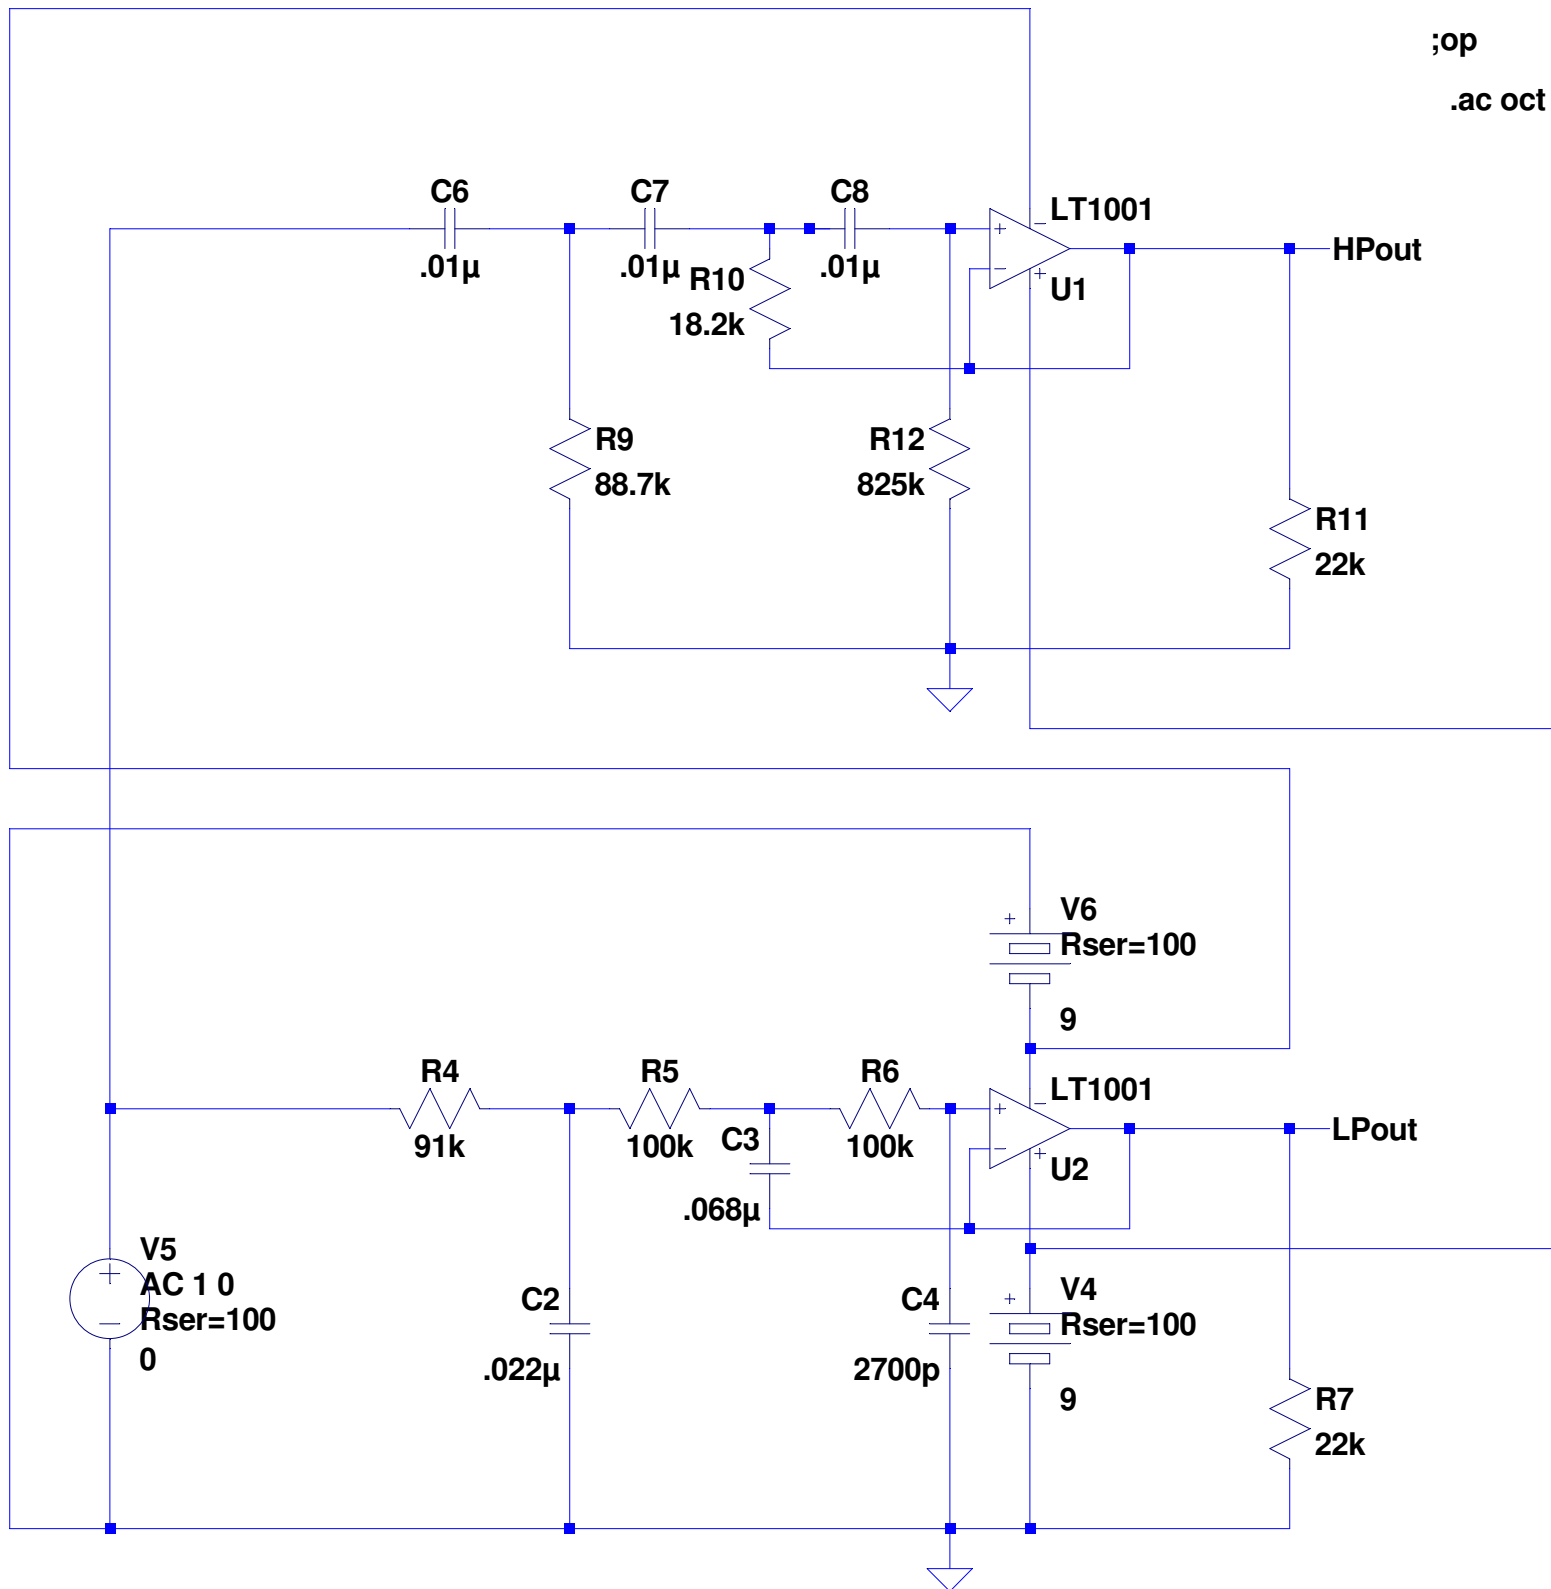 ;op
.ac oct
C6
.01µ
C7
.01µ
C8
.01µ
R10
18.2k
LT1001
U1
HPout
R9
88.7k
R12
825k
R11
22k
V6
Rser=100
9
R4
91k
R5
100k
R6
100k
C3
.068µ
LT1001
U2
LPout
V5
AC 1 0
Rser=100
0
C2
.022µ
C4
2700p
V4
Rser=100
9
R7
22k